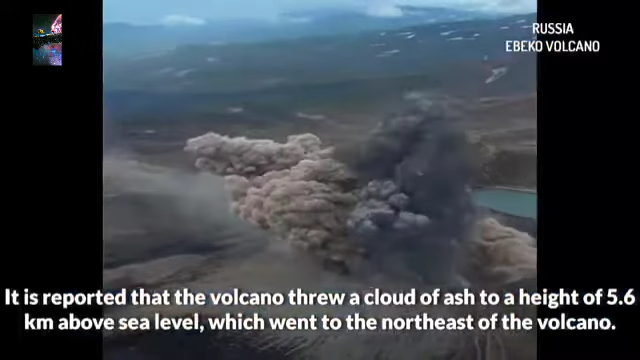 RUSSIA
EBEKO VOLCANO
It is reported that the volcano threw a cloud of ash to a height of 5.6
km above sea level, which went to the northeast of the volcano.